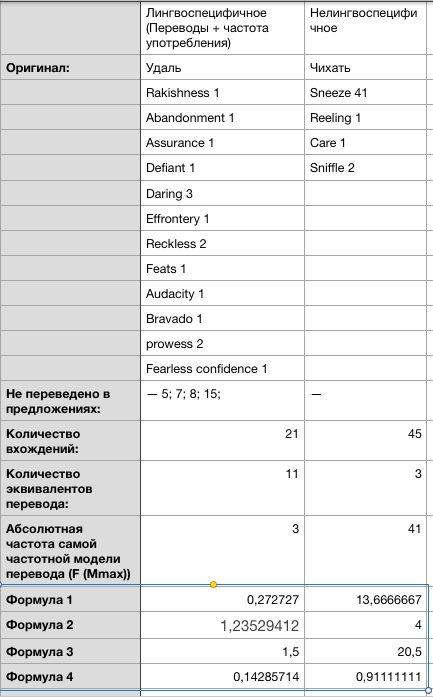 Лингвоспецифичное
(Переводы + частота
употребления)
Нелингвоспецифи
чное
Оригинал:
Удаль
Чихать
Rakishness 1
Sneeze 41
Abandonment 1
Reeling 1
Assurance 1
Care 1
Defiant 1
Sniffle 2
Daring 3
Effrontery 1
Reckless 2
Feats 1
Audacity 1
Bravado 1
prowess 2
Fearless confidence 1
Не переведено в
предложениях:
— 5; 7; 8; 15;
—
Количество
вхождений:
21
45
Количество
эквивалентов
перевода:
11
3
Абсолютная
частота самой
частотной модели
перевода (F (Mmax))
3
41
Формула 1
0,272727
13,6666667
Формула 2
1,23529412
4
Формула 3
1,5
20,5
Формула 4
0,14285714
0,91111111